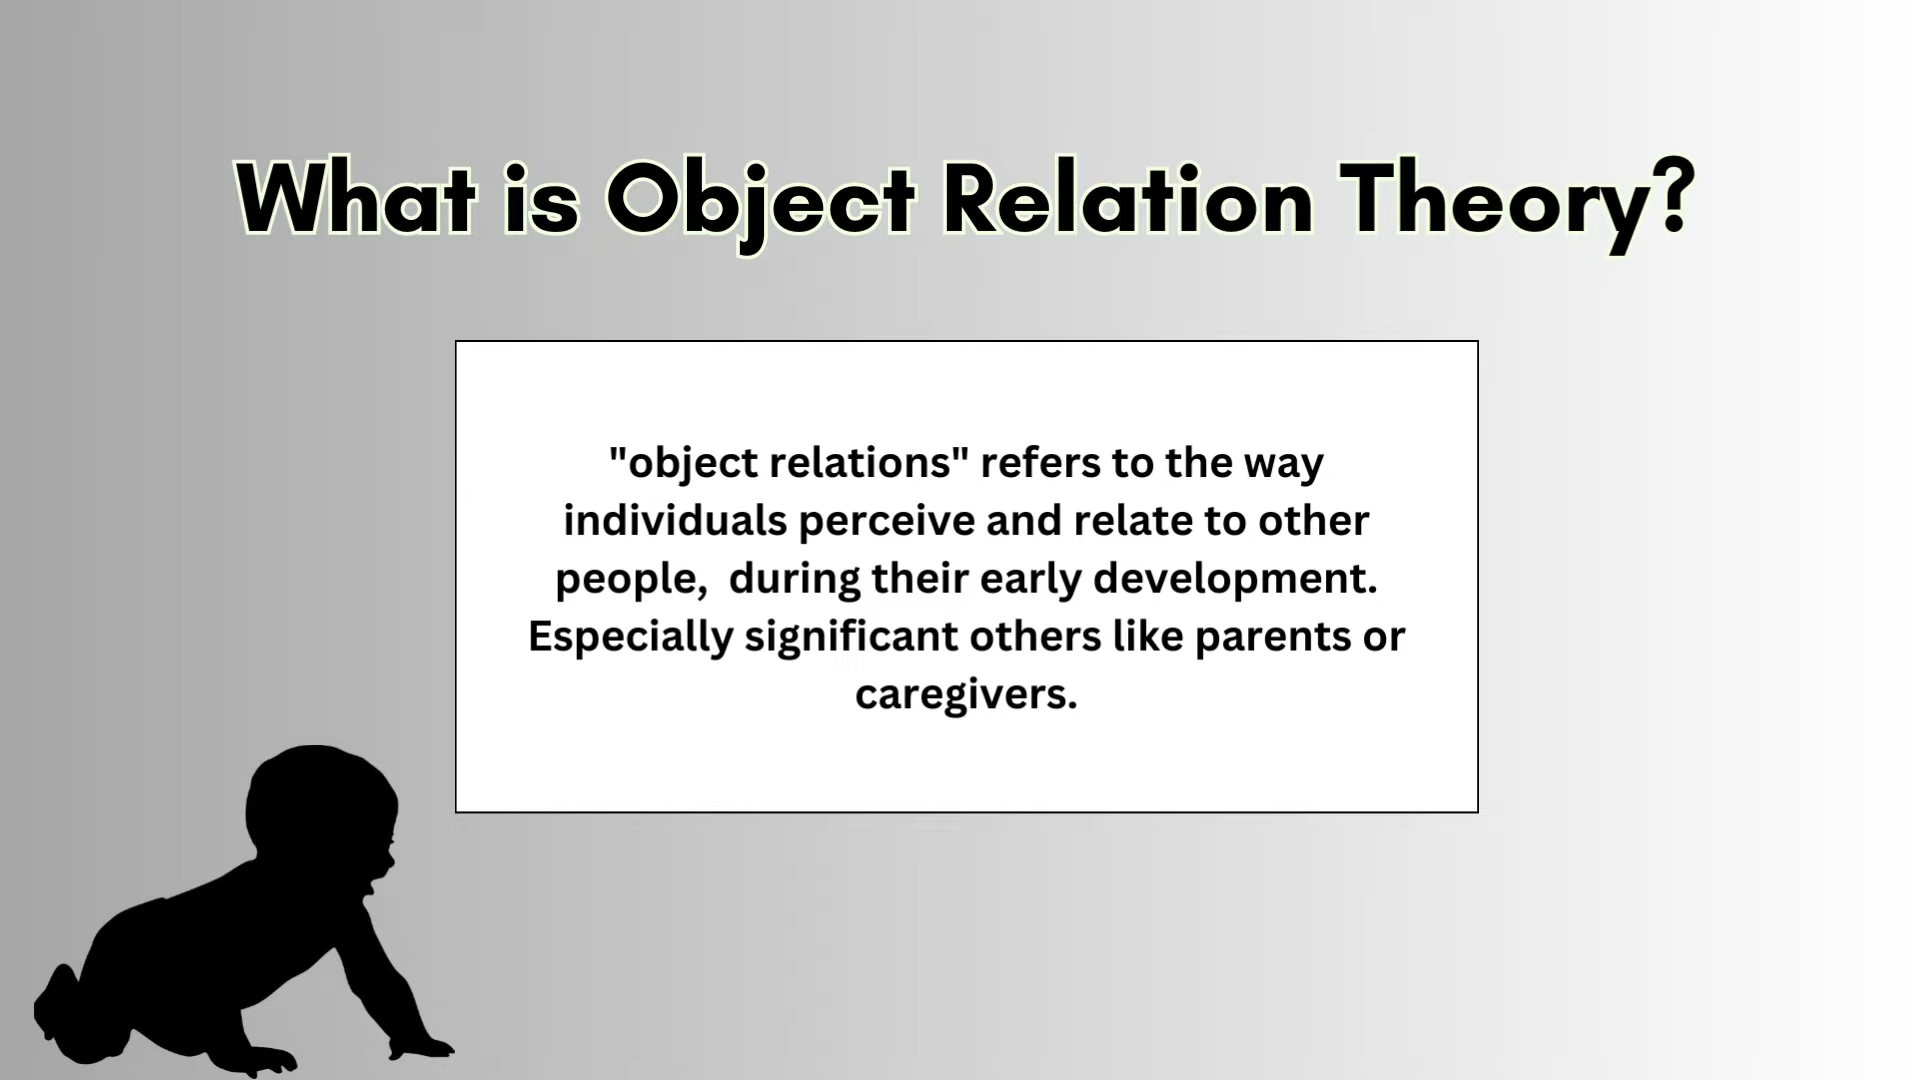 What is Object Relation Theory?
"object relations" refers to the way
individuals perceive and relate to other
people,  during their early development.
Especially significant others like parents or
caregivers.